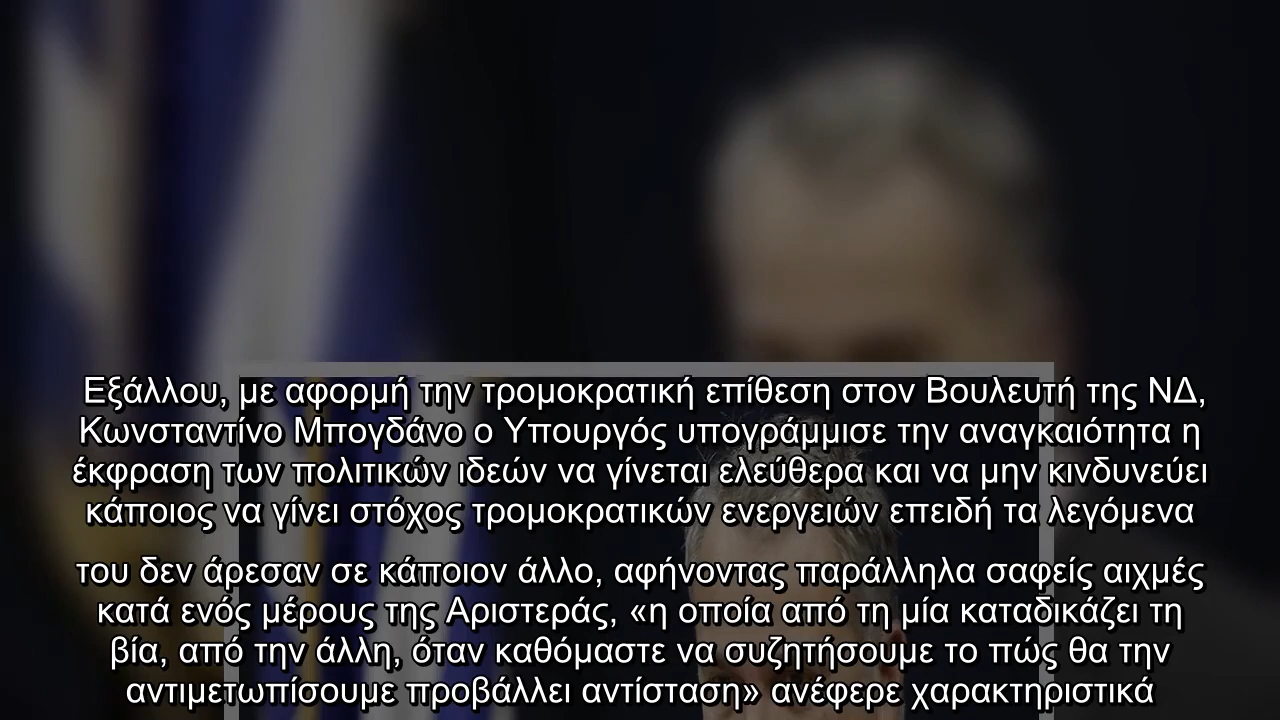 Εξάλλου, με αφορμή την τρομοκρατική επίθεση στον Βουλευτή της ΝΔ,
Κωνσταντίνο Μπογδάνο ο Υπουργός υπογράμμισε την αναγκαιότητα η
έκφραση των πολιτικών ιδεών να γίνεται ελεύθερα και να μην κινδυνεύει
κάποιος να γίνει στόχος τρομοκρατικών ενεργειών επειδή τα λεγόμενα
του δεν άρεσαν σε κάποιον άλλο, αφήνοντας παράλληλα σαφείς αιχμές
κατά ενός μέρους της Αριστεράς, «η οποία από τη μία καταδικάζει τη
βία, από την άλλη, όταν καθόμαστε να συζητήσουμε το πώς θα την
αντιμετωπίσουμε προβάλλει αντίσταση» ανέφερε χαρακτηριστικά